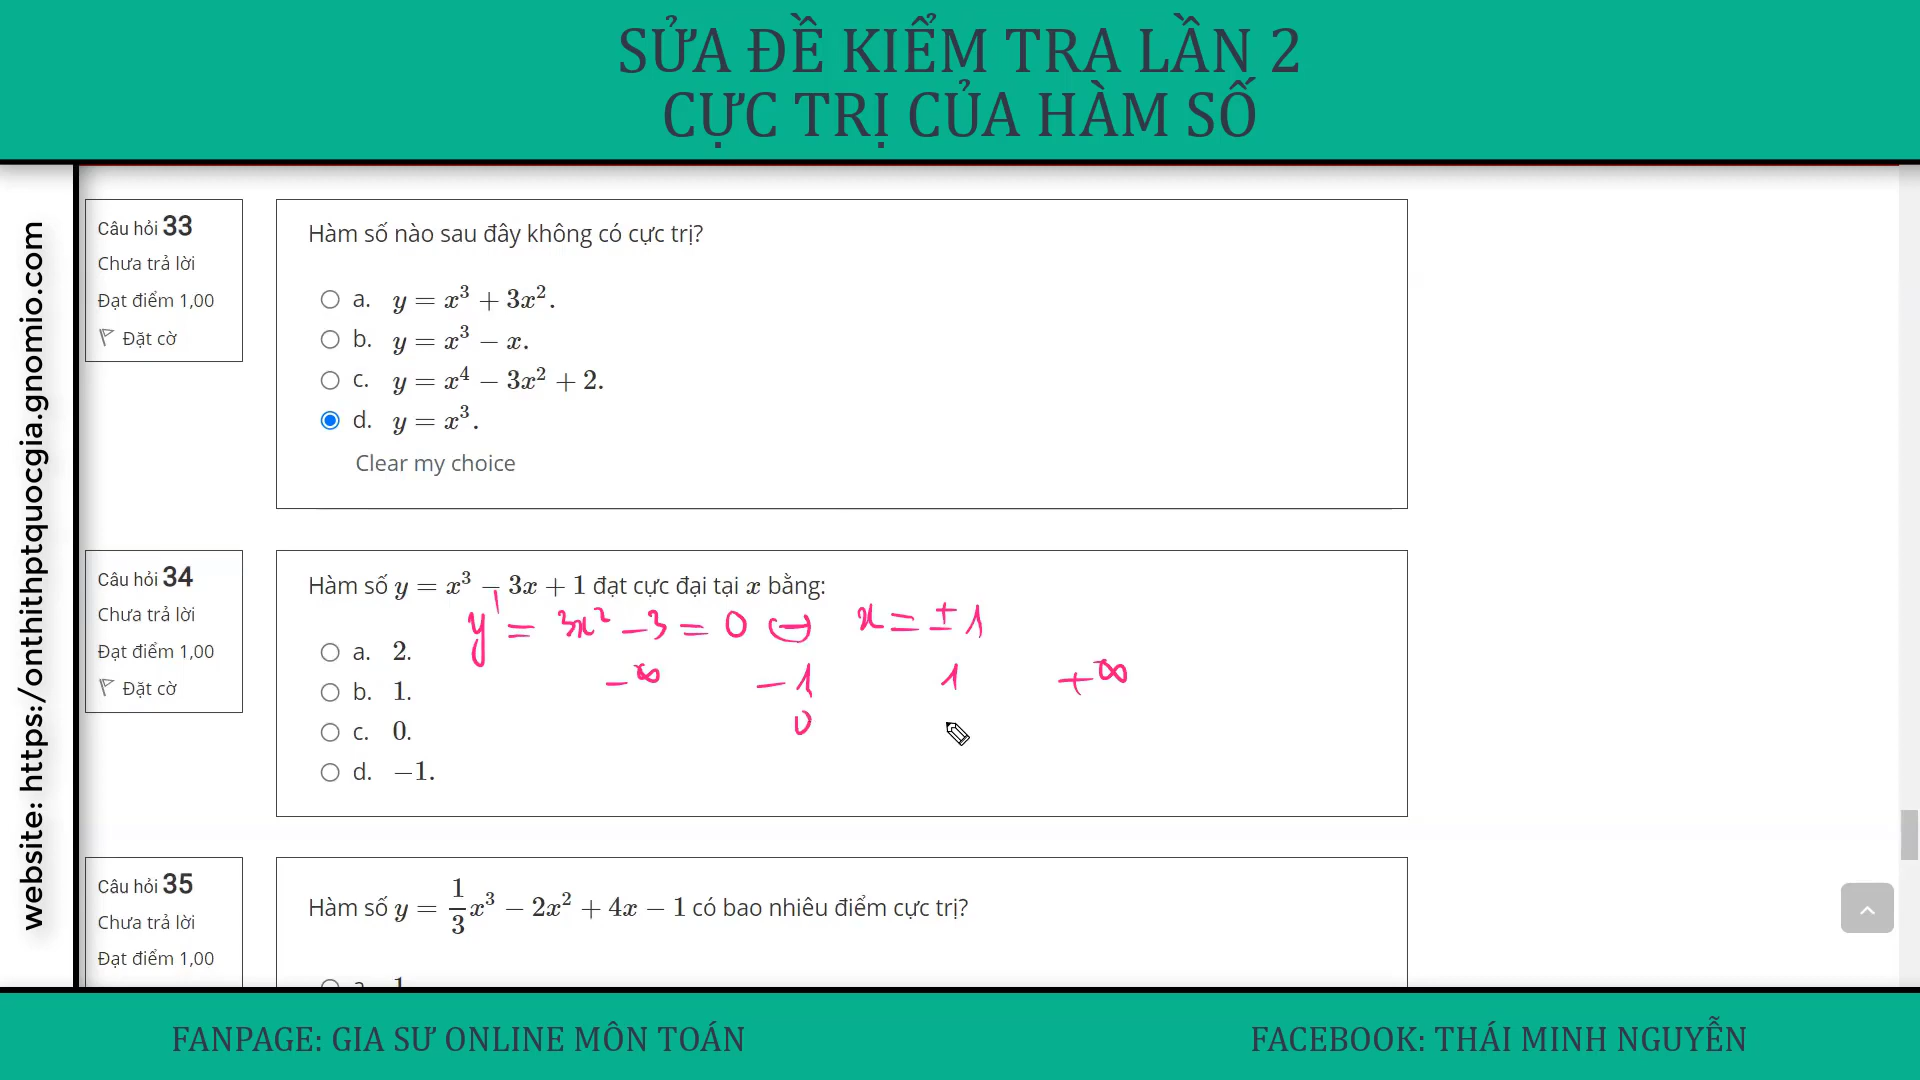 SỬA ĐỀ KIỂM TRA LẦN 2
CỰC TRỊ CỦA HÀM SỐ
website: https:/onthithptquocgia.gnomio.com
Câu hỏi 33
Chưa trả lời
Đạt điểm 1,00
Đặt cờ
Hàm số nào sau đây không có cực trị?
a. y = x³ + 3x².
b. y = x³ − x.
c. y = x⁴ − 3x² + 2.
d. y = x³.
Clear my choice
Câu hỏi 34
Chưa trả lời
Đạt điểm 1,00
Đặt cờ
Hàm số y = x³ − 3x + 1 đạt cực đại tại x bằng:
y' = 3x² − 3 = 0 ⇔ x = ± 1
−∞ −1 1 +∞
0
a. 2.
b. 1.
c. 0.
d. −1.
Câu hỏi 35
Chưa trả lời
Đạt điểm 1,00
Hàm số y = 1/3 x³ − 2x² + 4x − 1 có bao nhiêu điểm cực trị?
FANPAGE: GIA SƯ ONLINE MÔN TOÁN
FACEBOOK: THÁI MINH NGUYỄN